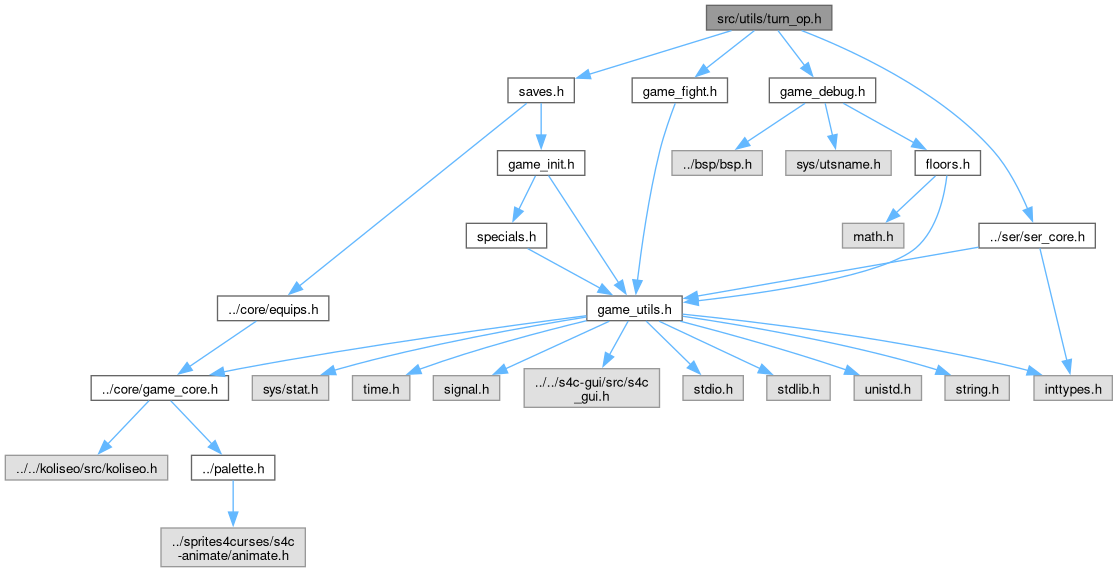 src/utils/turn_op.h
saves.h
game_fight.h
game_debug.h
game_init.h
../bsp/bsp.h
sys/utsname.h
floors.h
specials.h
math.h
../ser/ser_core.h
../core/equips.h
game_utils.h
../core/game_core.h
sys/stat.h
time.h
signal.h
../../s4c-gui/src/s4c
_gui.h
stdio.h
stdlib.h
unistd.h
string.h
inttypes.h
../../koliseo/src/koliseo.h
../palette.h
../sprites4curses/s4c
-animate/animate.h